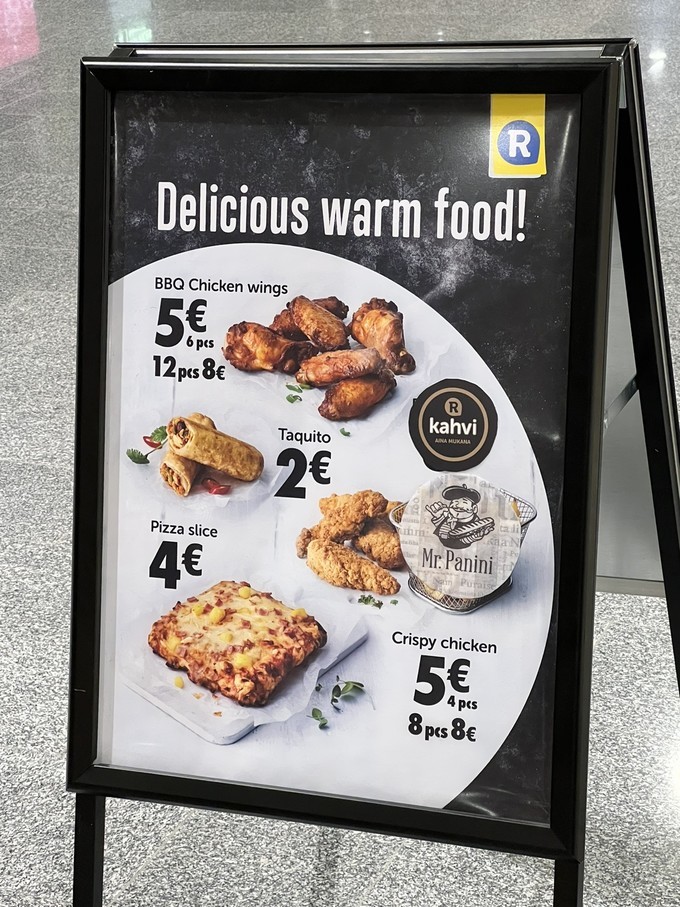 R
Delicious warm food!
BBQ Chicken wings
5€
6 pcs
12 pcs 8€
R
kahvi
AINA MUKANA
Taquito
2€
Pizza slice
4€
Mr. Panini
Crispy chicken
5€
4 pcs
8 pcs 8€